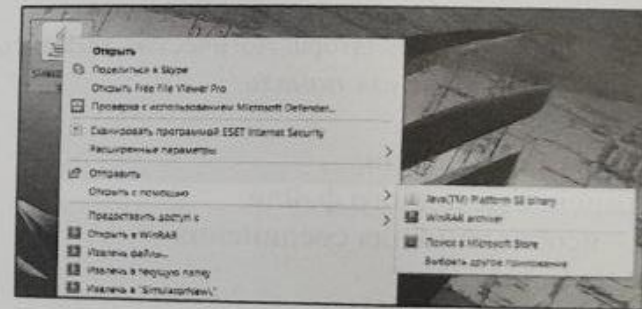 Открыть
Поделиться в Skype
Открыть Free File Viewer Pro
Проверка с использованием Microsoft Defender...
Сканировать программой ESET Internet Security
Расширенные параметры
Отправить
Открыть с помощью
Java(TM) Platform SE binary
WinRAR archiver
Поиск в Microsoft Store
Выбрать другое приложение
Предоставить доступ к
Открыть в WinRAR
Извлечь файлы...
Извлечь в текущую папку
Извлечь в "SimulatorNew\"